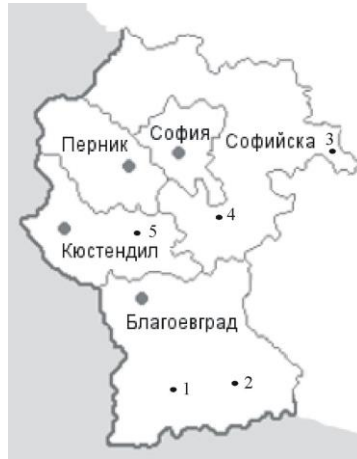 София
Перник
Софийска 3
4
5
Кюстендил
Благоевград
1 2